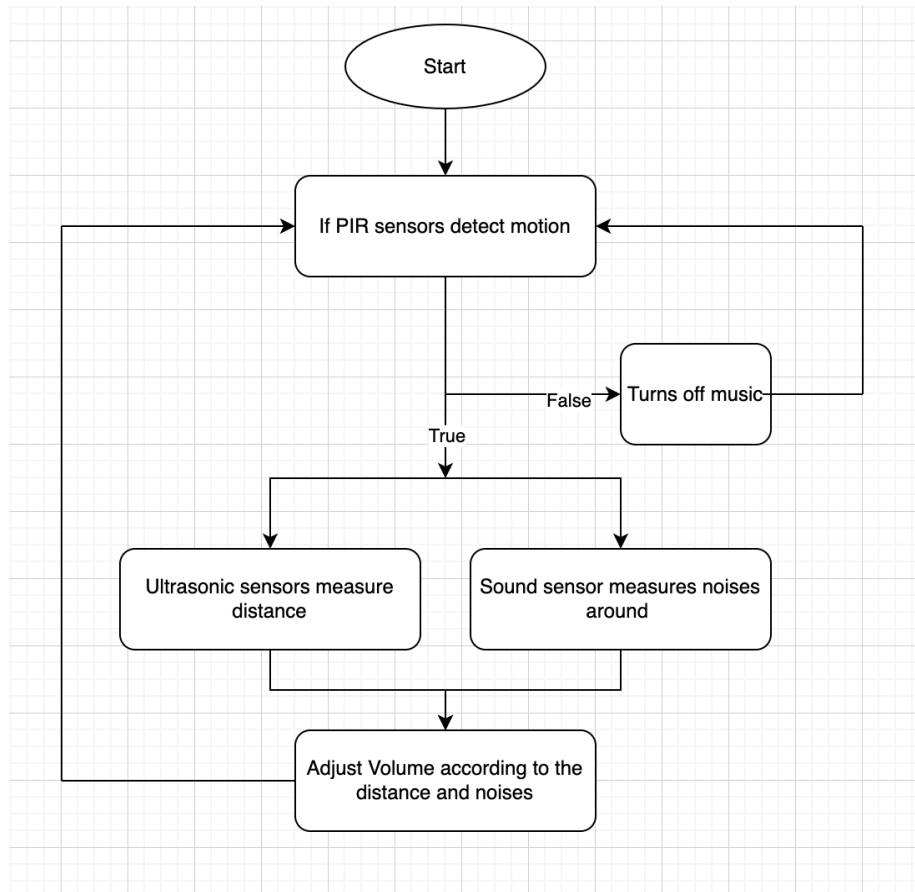 Start
If PIR sensors detect motion
False
Turns off music
True
Ultrasonic sensors measure
distance
Sound sensor measures noises
around
Adjust Volume according to the
distance and noises